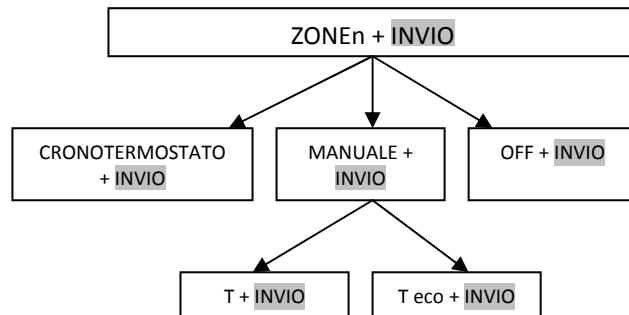 ZONEn + INVIO
CRONOTERMOSTATO
+ INVIO
MANUALE +
INVIO
OFF + INVIO
T + INVIO
T eco + INVIO